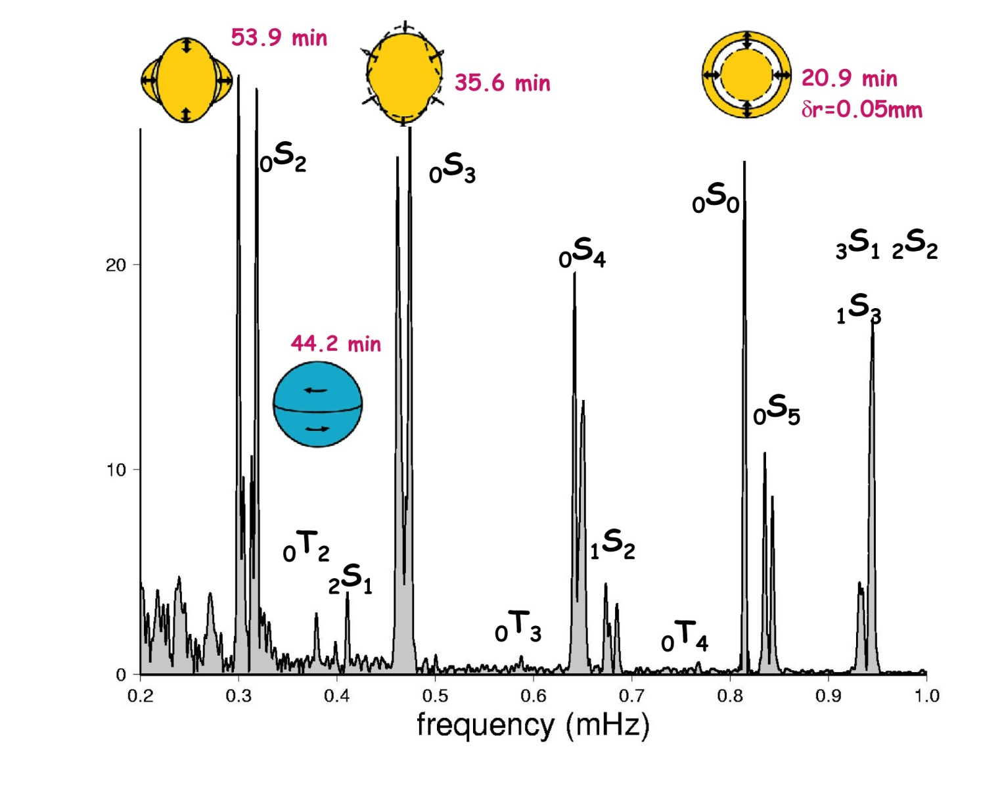 53.9 min
35.6 min
20.9 min
δr=0.05mm
0S2
0S3
0S0
3S1 2S2
0S4
20
1S3
44.2 min
0S5
10
0T2
1S2
2S1
0T3
0T4
0
0.2 0.3 0.4 0.5 0.6 0.7 0.8 0.9 1.0
frequency (mHz)